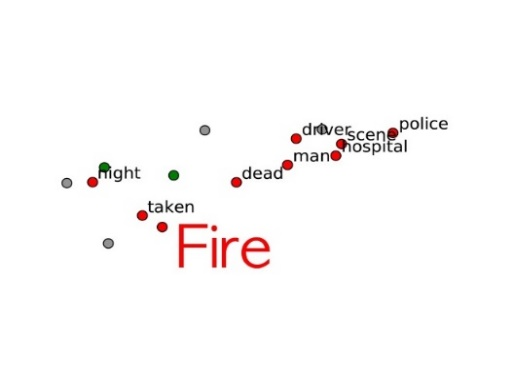 police
driver
scene
hospital
man
dead
night
taken
Fire